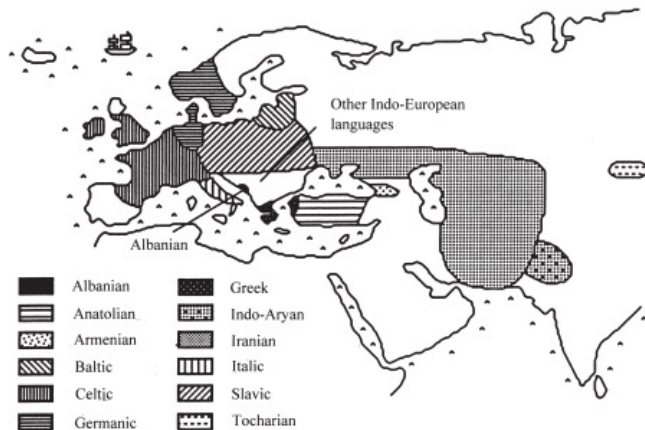 Other Indo-European
languages
Albanian
Albanian
Anatolian
Armenian
Baltic
Celtic
Germanic
Greek
Indo-Aryan
Iranian
Italic
Slavic
Tocharian